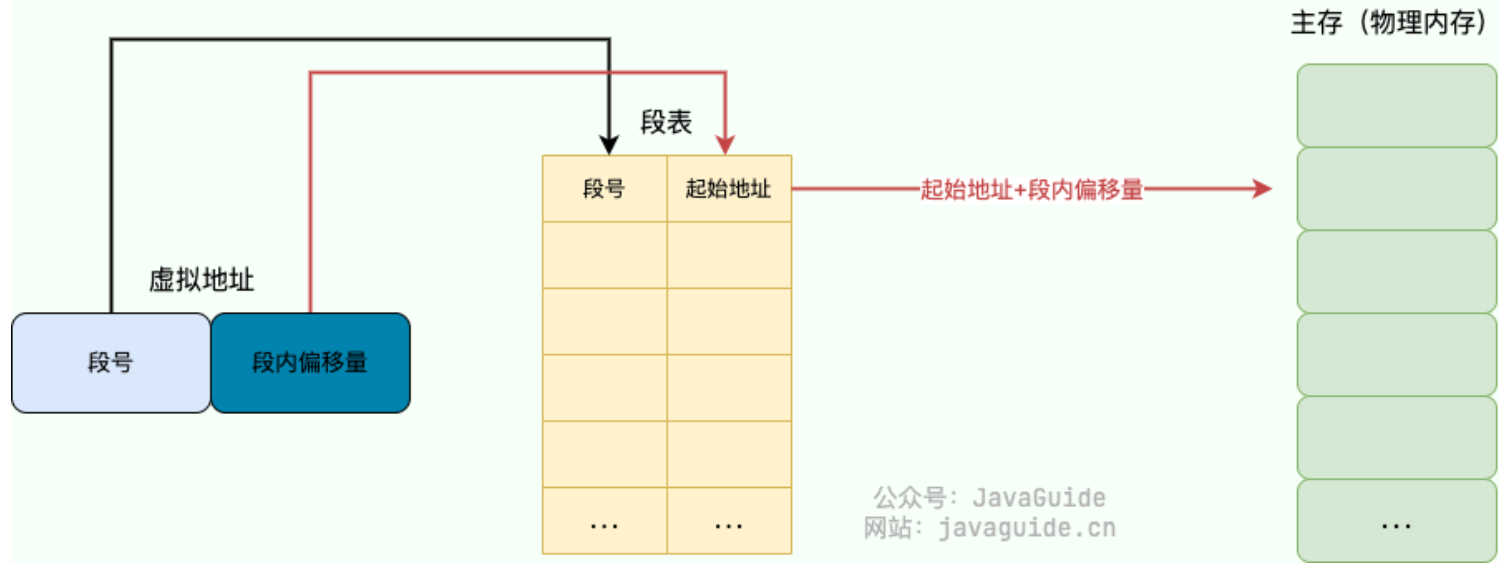 主存（物理内存）
段表
段号
起始地址
起始地址+段内偏移量
虚拟地址
段号
段内偏移量
...
...
...
公众号：JavaGuide
网站：javaguide.cn